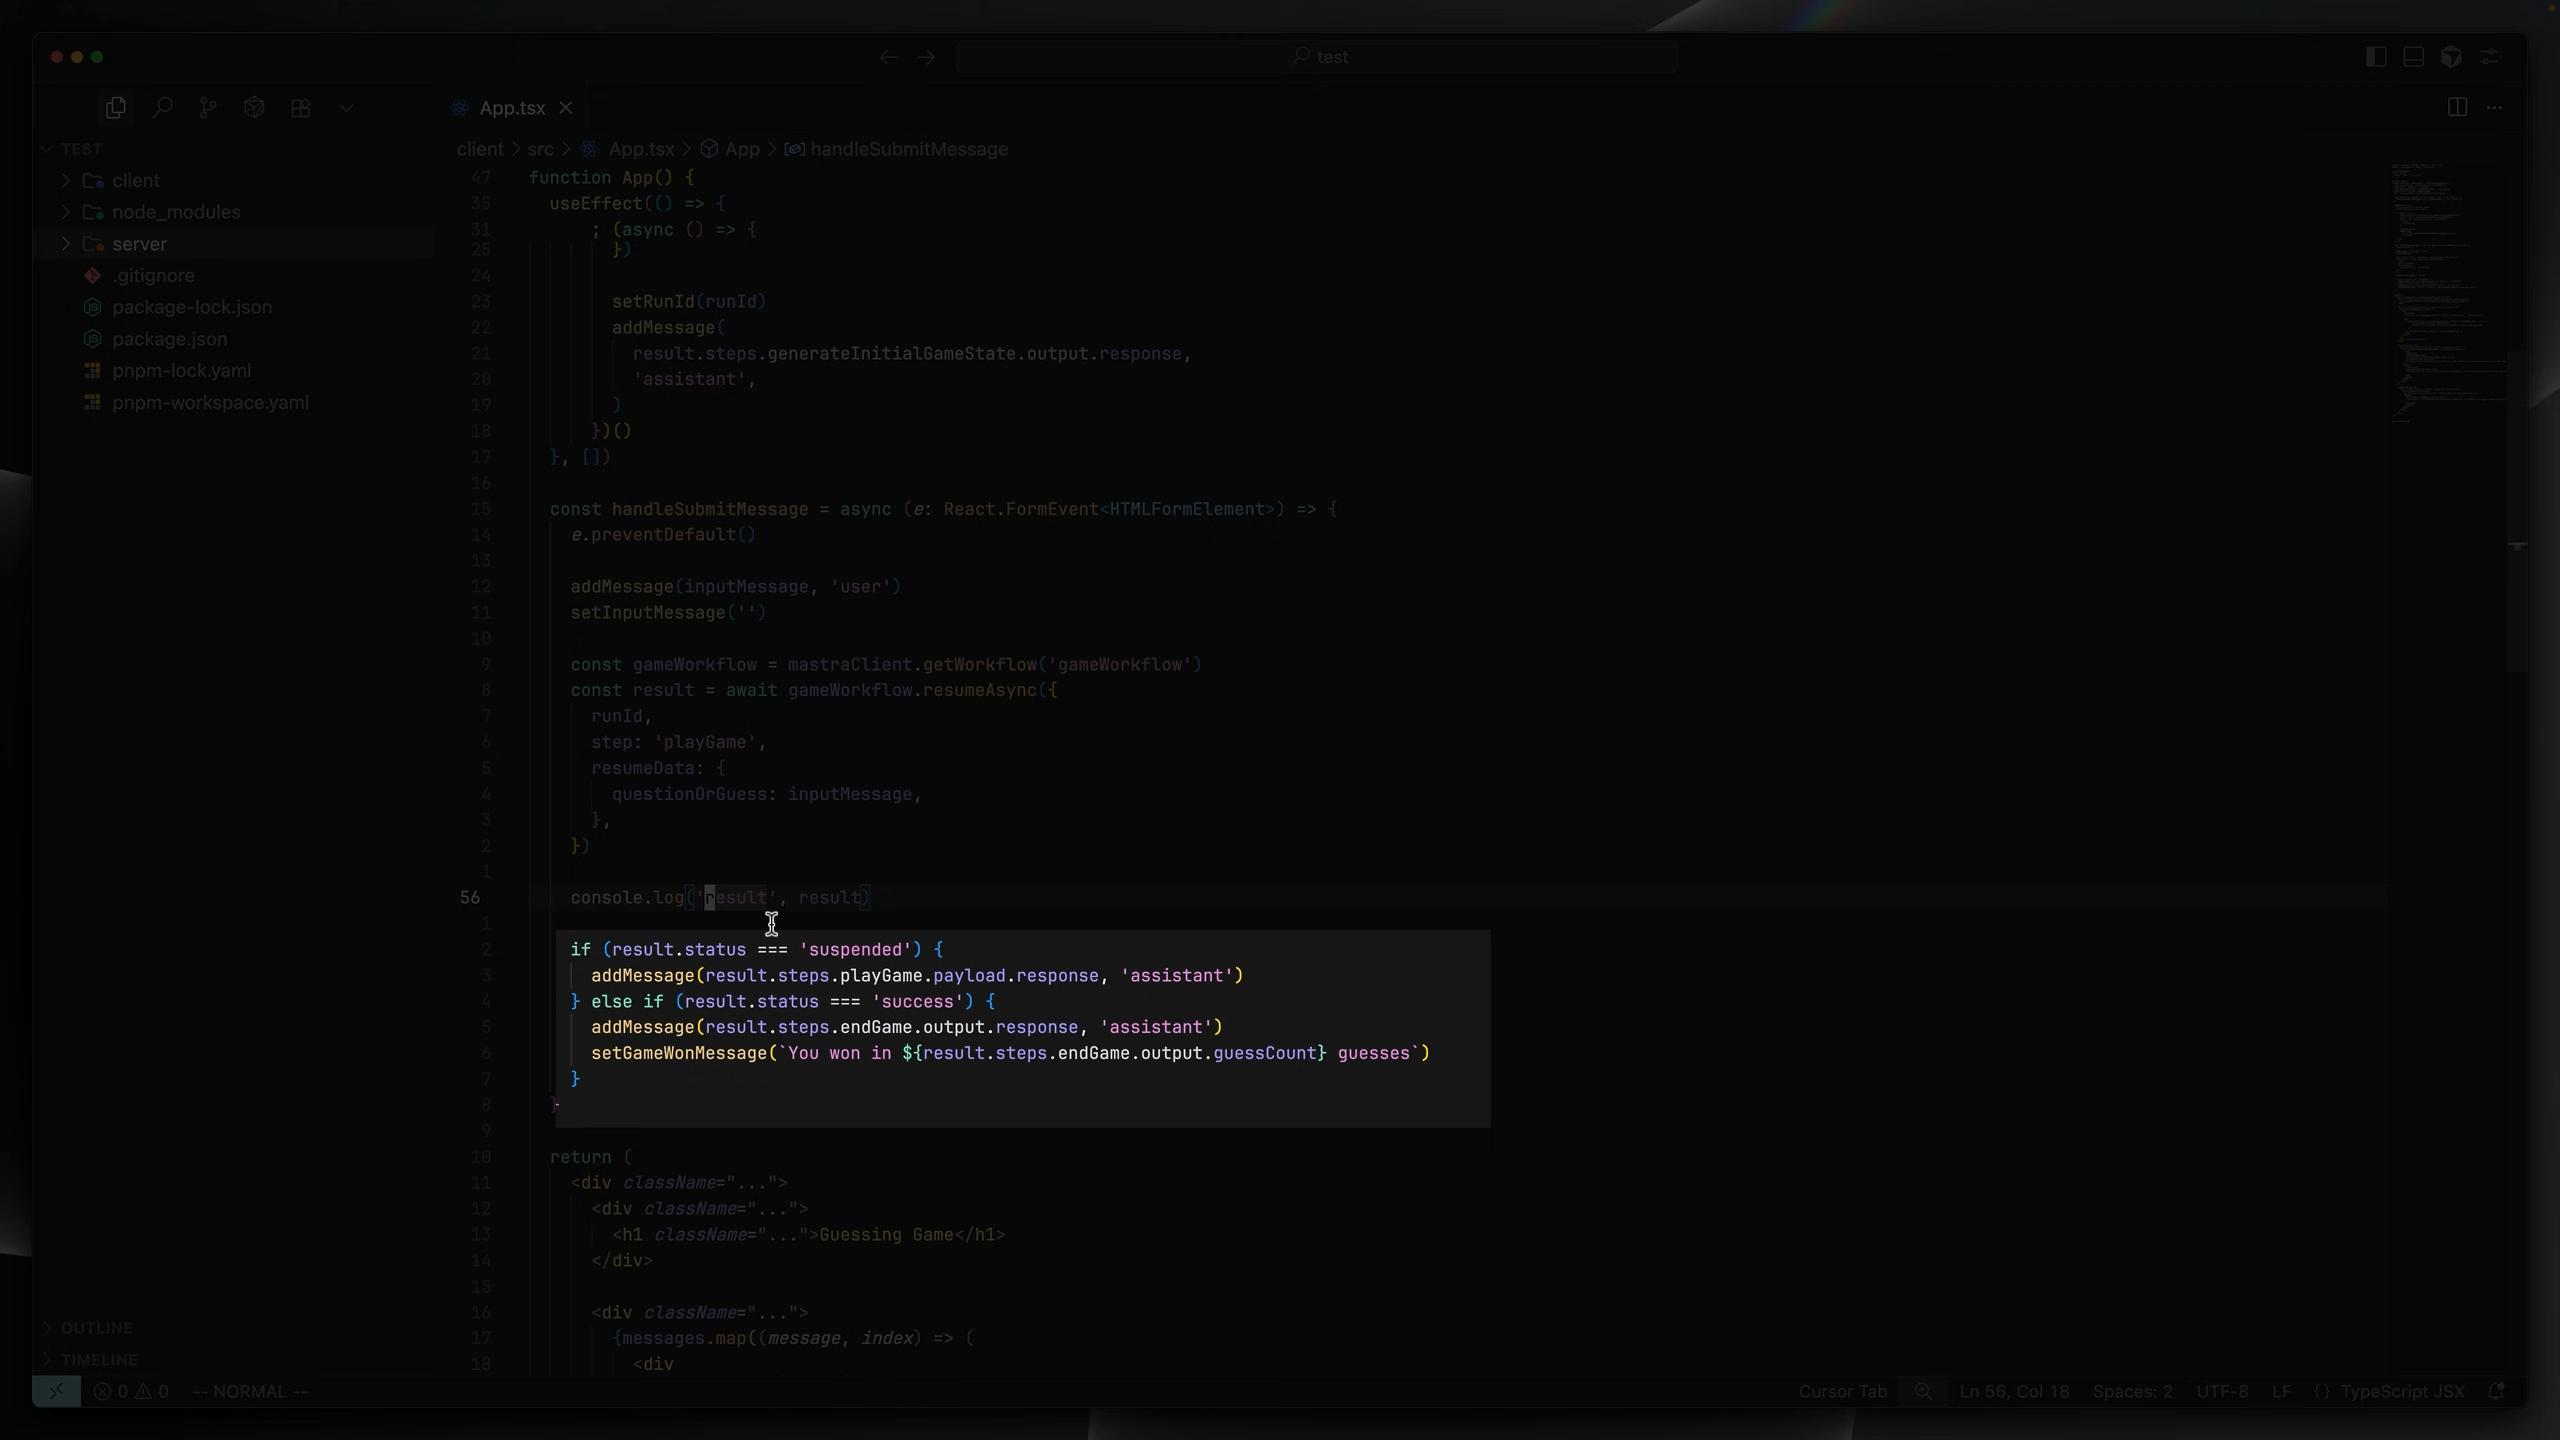 test
App.tsx
TEST
client
node_modules
server
.gitignore
package-lock.json
package.json
pnpm-lock.yaml
pnpm-workspace.yaml
OUTLINE
TIMELINE
client > src > App.tsx > App > handleSubmitMessage
47 function App() {
35 useEffect(() => {
31 ; (async () => {
25 })
24
23 setRunId(runId)
22 addMessage(
21 result.steps.generateInitialGameState.output.response,
20 'assistant',
19 )
18 })()
17 }, [])
16
15 const handleSubmitMessage = async (e: React.FormEvent<HTMLFormElement>) => {
14 e.preventDefault()
13
12 addMessage(inputMessage, 'user')
11 setInputMessage('')
10
9 const gameWorkflow = mastraClient.getWorkflow('gameWorkflow')
8 const result = await gameWorkflow.resumeAsync({
7 runId,
6 step: 'playGame',
5 resumeData: {
4 questionOrGuess: inputMessage,
3 },
2 })
1
56 console.log('result', result)
1
2 if (result.status === 'suspended') {
3 addMessage(result.steps.playGame.payload.response, 'assistant')
4 } else if (result.status === 'success') {
5 addMessage(result.steps.endGame.output.response, 'assistant')
6 setGameWonMessage(`You won in ${result.steps.endGame.output.guessCount} guesses`)
7 }
8 }
9
10 return (
11 <div className="...">
12 <div className="...">
13 <h1 className="...">Guessing Game</h1>
14 </div>
15
16 <div className="...">
17 {messages.map((message, index) => (
18 <div
0 0 -- NORMAL -- Cursor Tab Ln 56, Col 18 Spaces: 2 UTF-8 LF {} TypeScript JSX